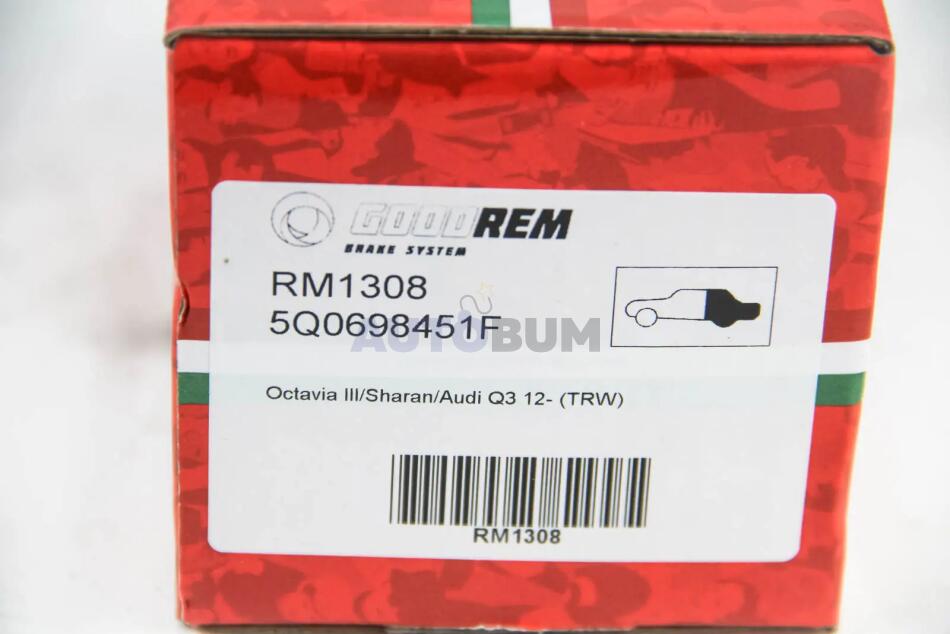 GOODREM
BRAKE SYSTEM
RM1308
5Q0698451F
AUTOBUM
Octavia III/Sharan/Audi Q3 12- (TRW)
RM1308